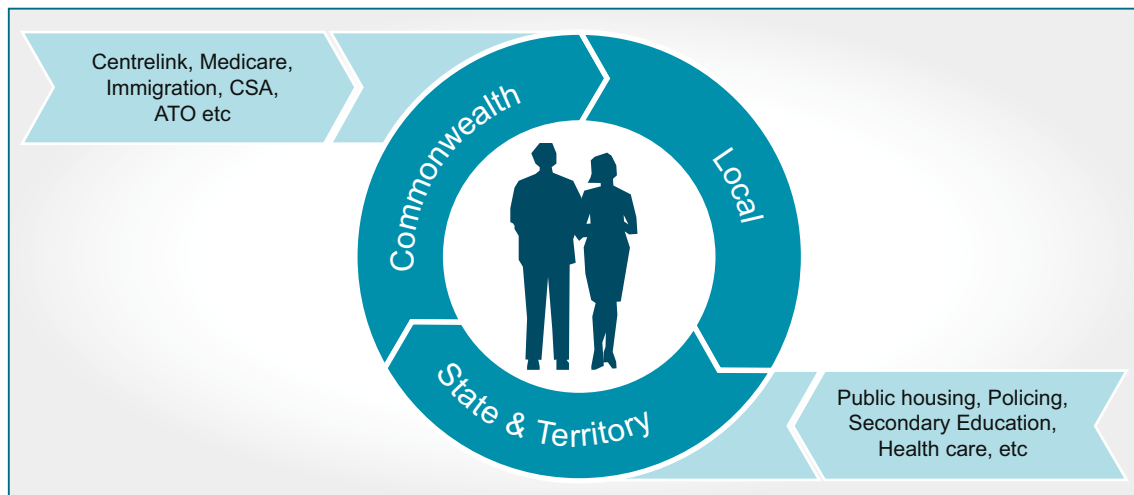 Centrelink, Medicare,
Immigration, CSA,
ATO etc
Commonwealth
Local
State & Territory
Public housing, Policing,
Secondary Education,
Health care, etc